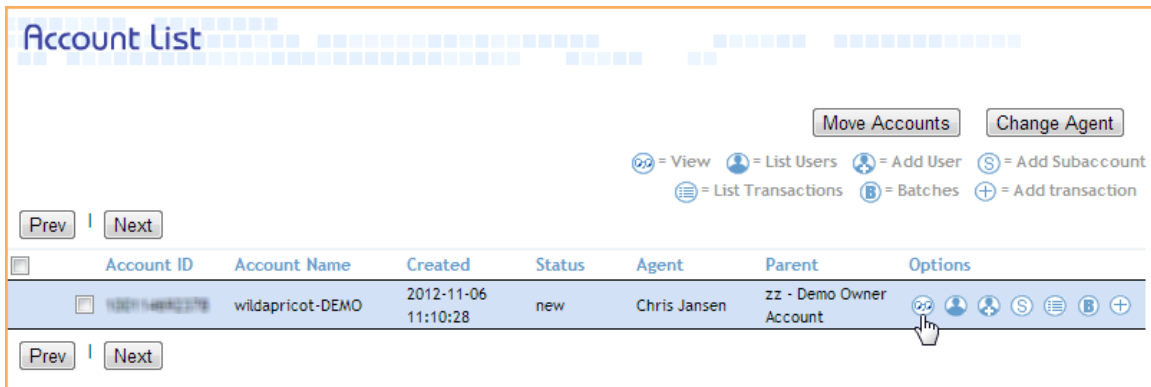 Account List
Move Accounts Change Agent
= View = List Users = Add User S = Add Subaccount
= List Transactions B = Batches + = Add transaction
Prev | Next
Account ID Account Name Created Status Agent Parent Options
wildapricot-DEMO 2012-11-06 new Chris Jansen zz - Demo Owner S B +
11:10:28 Account
Prev | Next